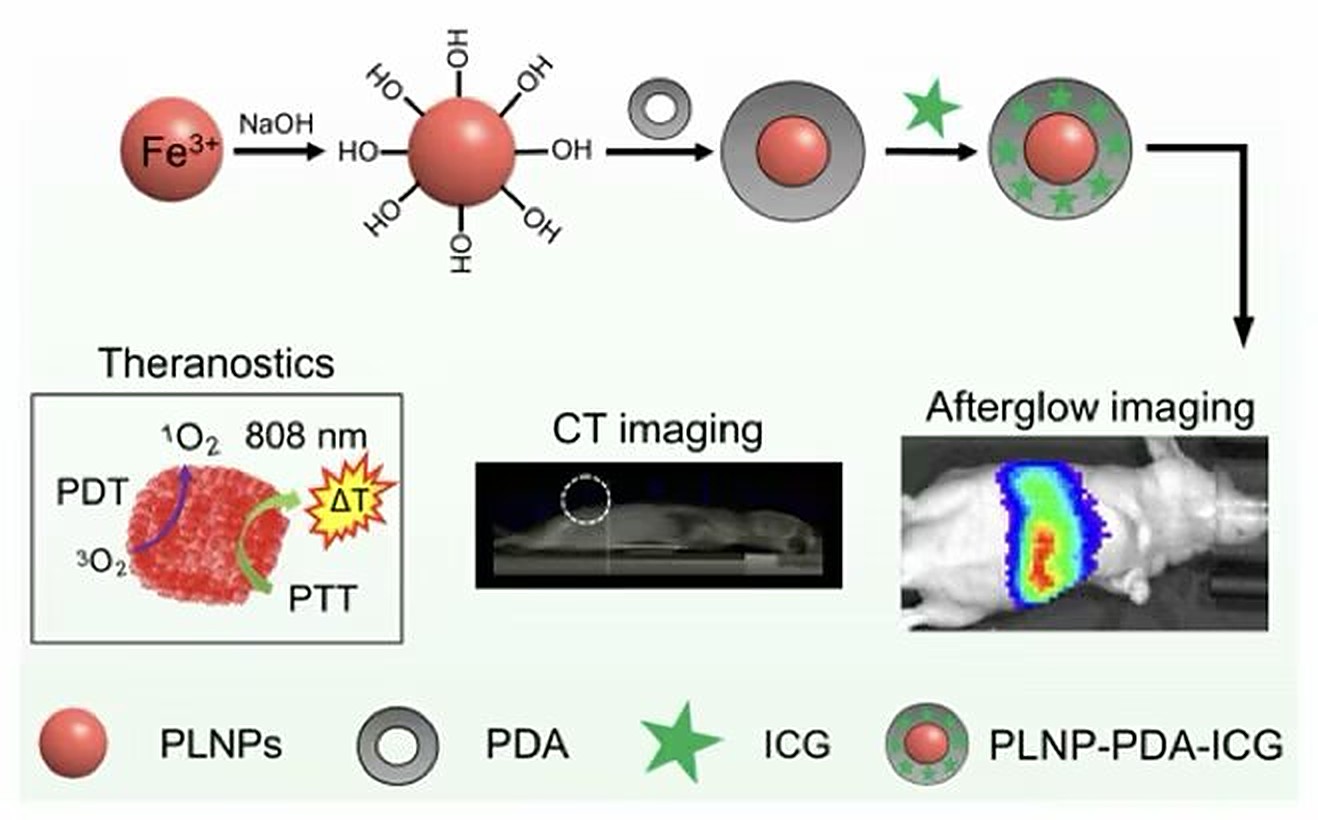 Fe³⁺
NaOH
OH
HO
OH
HO
OH
HO
OH
OH
Theranostics
¹O₂ 808 nm
PDT
ΔT
³O₂
PTT
CT imaging
Afterglow imaging
PLNPs
PDA
ICG
PLNP-PDA-ICG